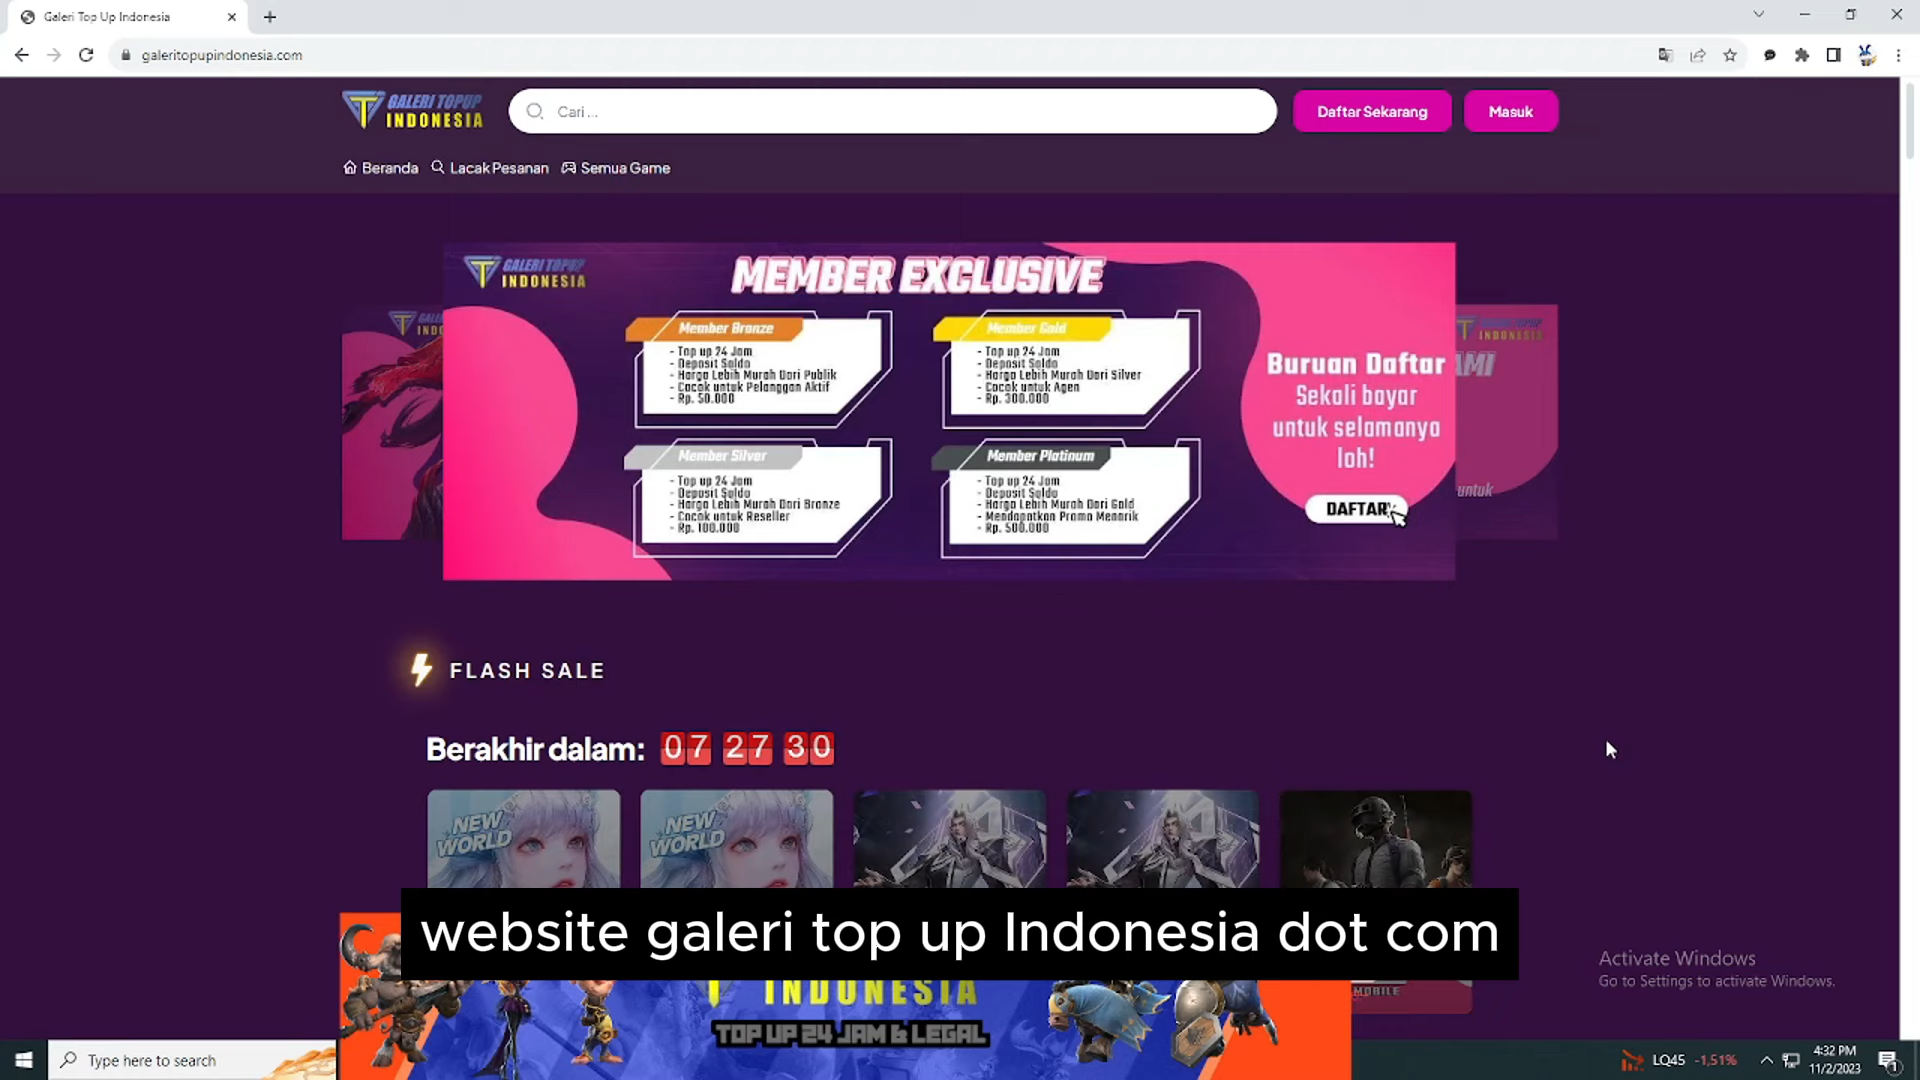 Galeri Top Up Indonesia
galeritopupindonesia.com
GALERI TOPUP
INDONESIA
Cari ...
Daftar Sekarang
Masuk
Beranda
Lacak Pesanan
Semua Game
GALERI TOPUP
INDONESIA
MEMBER EXCLUSIVE
Member Bronze
- Top up 24 Jam
- Deposit Saldo
- Harga Lebih Murah Dari Publik
- Cocok untuk Pelanggan Aktif
- Rp. 50.000
Member Gold
- Top up 24 Jam
- Deposit Saldo
- Harga Lebih Murah Dari Silver
- Cocok untuk Agen
- Rp. 300.000
Member Silver
- Top up 24 Jam
- Deposit Saldo
- Harga Lebih Murah Dari Bronze
- Cocok untuk Reseller
- Rp. 100.000
Member Platinum
- Top up 24 Jam
- Deposit Saldo
- Harga Lebih Murah Dari Gold
- Mendapatkan Promo Menarik
- Rp. 500.000
Buruan Daftar
Sekali bayar
untuk selamanya
loh!
DAFTAR
INDONESIA
AMI
untuk
FLASH SALE
Berakhir dalam: 07 27 30
NEW
WORLD
NEW
WORLD
website galeri top up Indonesia dot com
MOBILE
INDONESIA
TOP UP 24 JAM & LEGAL
Activate Windows
Go to Settings to activate Windows.
Type here to search
LQ45 -1,51%
4:32 PM
11/2/2023
1